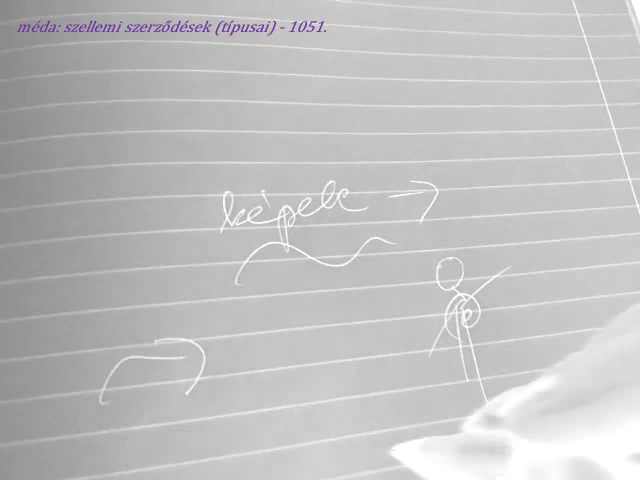 méda: szellemi szerződések (típusai) - 1051.
képek →